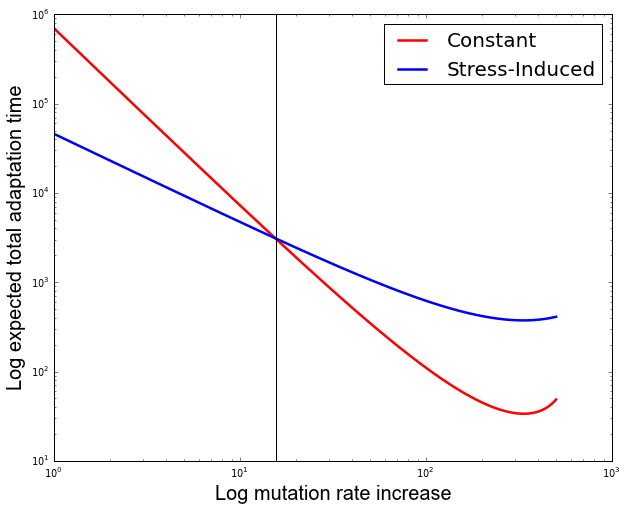 Constant
Stress-Induced
Log expected total adaptation time
10^6
10^5
10^4
10^3
10^2
10^1
10^0 10^1 10^2 10^3
Log mutation rate increase